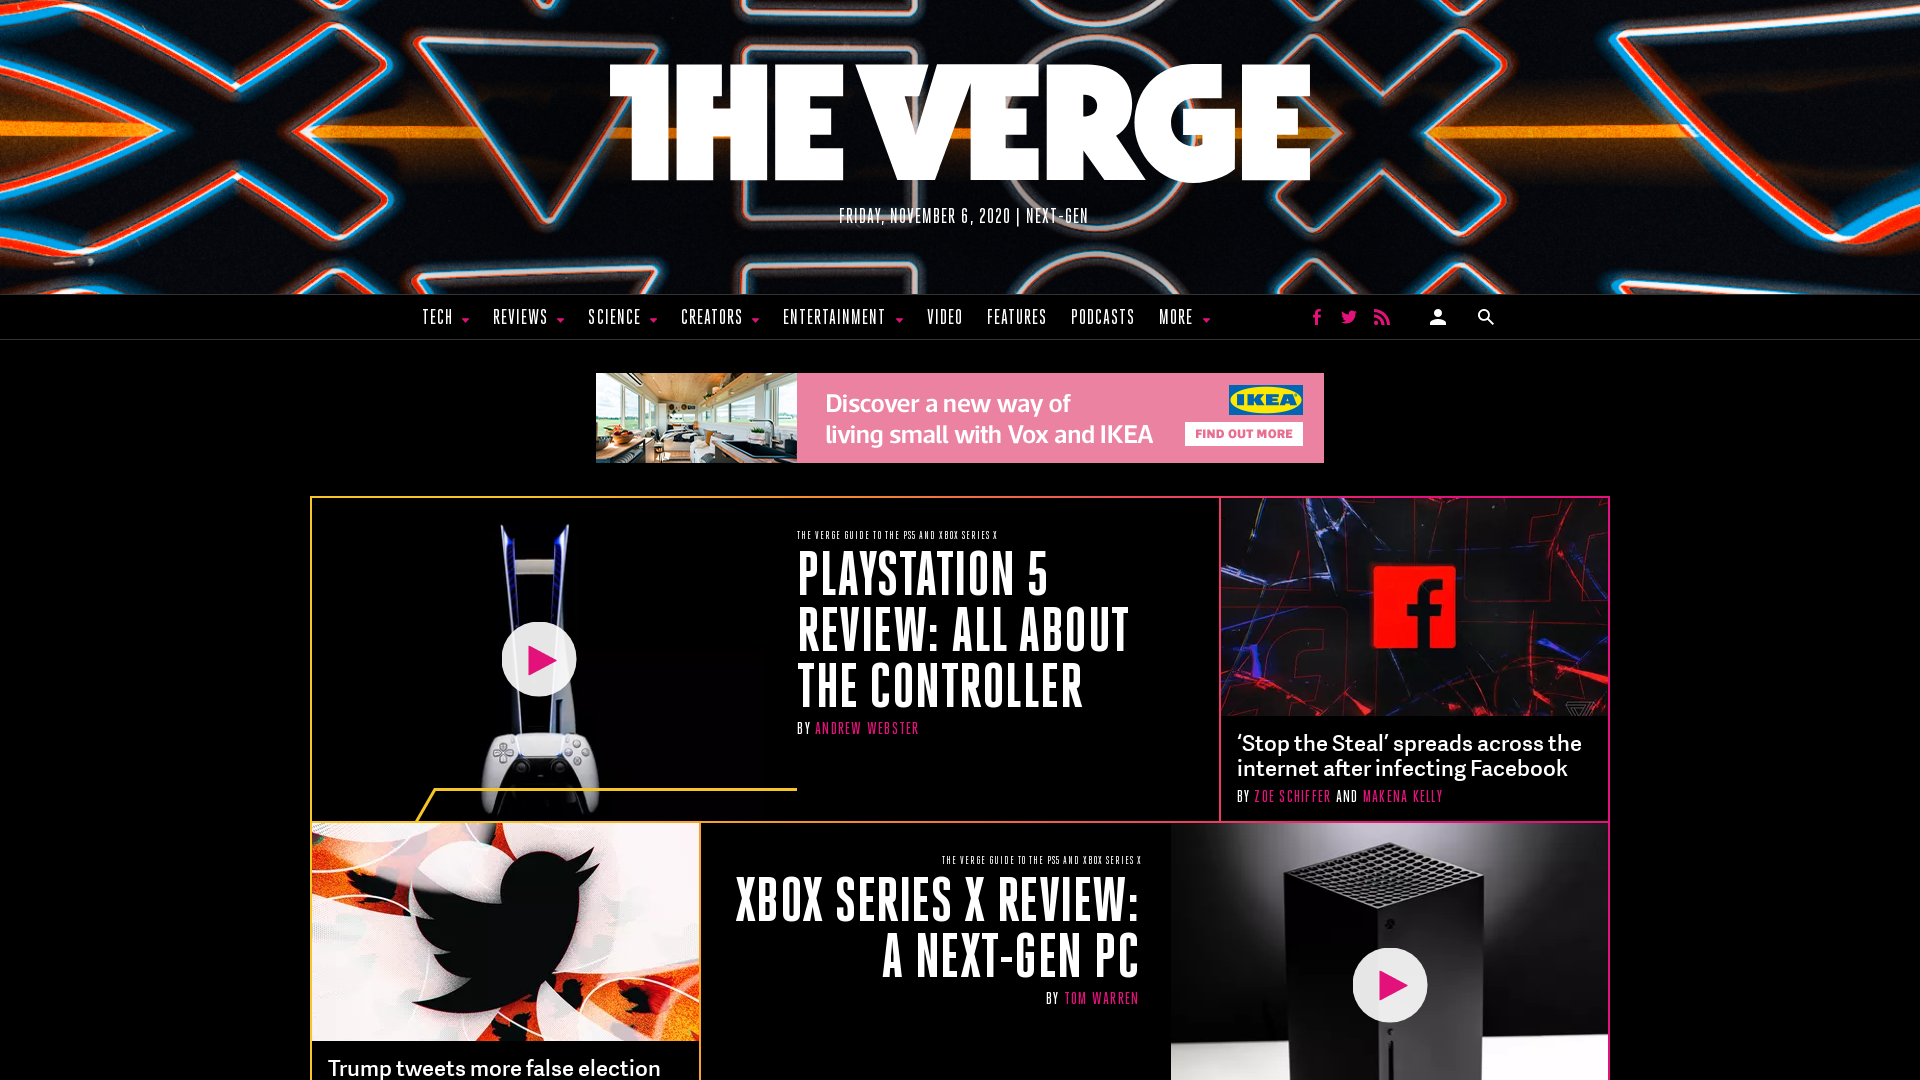 THE VERGE
FRIDAY, NOVEMBER 6, 2020 | NEXT-GEN
TECH REVIEWS SCIENCE CREATORS ENTERTAINMENT VIDEO FEATURES PODCASTS MORE
Discover a new way of
living small with Vox and IKEA
IKEA
FIND OUT MORE
THE VERGE GUIDE TO THE PS5 AND XBOX SERIES X
PLAYSTATION 5
REVIEW: ALL ABOUT
THE CONTROLLER
BY ANDREW WEBSTER
‘Stop the Steal’ spreads across the
internet after infecting Facebook
BY ZOE SCHIFFER AND MAKENA KELLY
THE VERGE GUIDE TO THE PS5 AND XBOX SERIES X
XBOX SERIES X REVIEW:
A NEXT-GEN PC
BY TOM WARREN
Trump tweets more false election